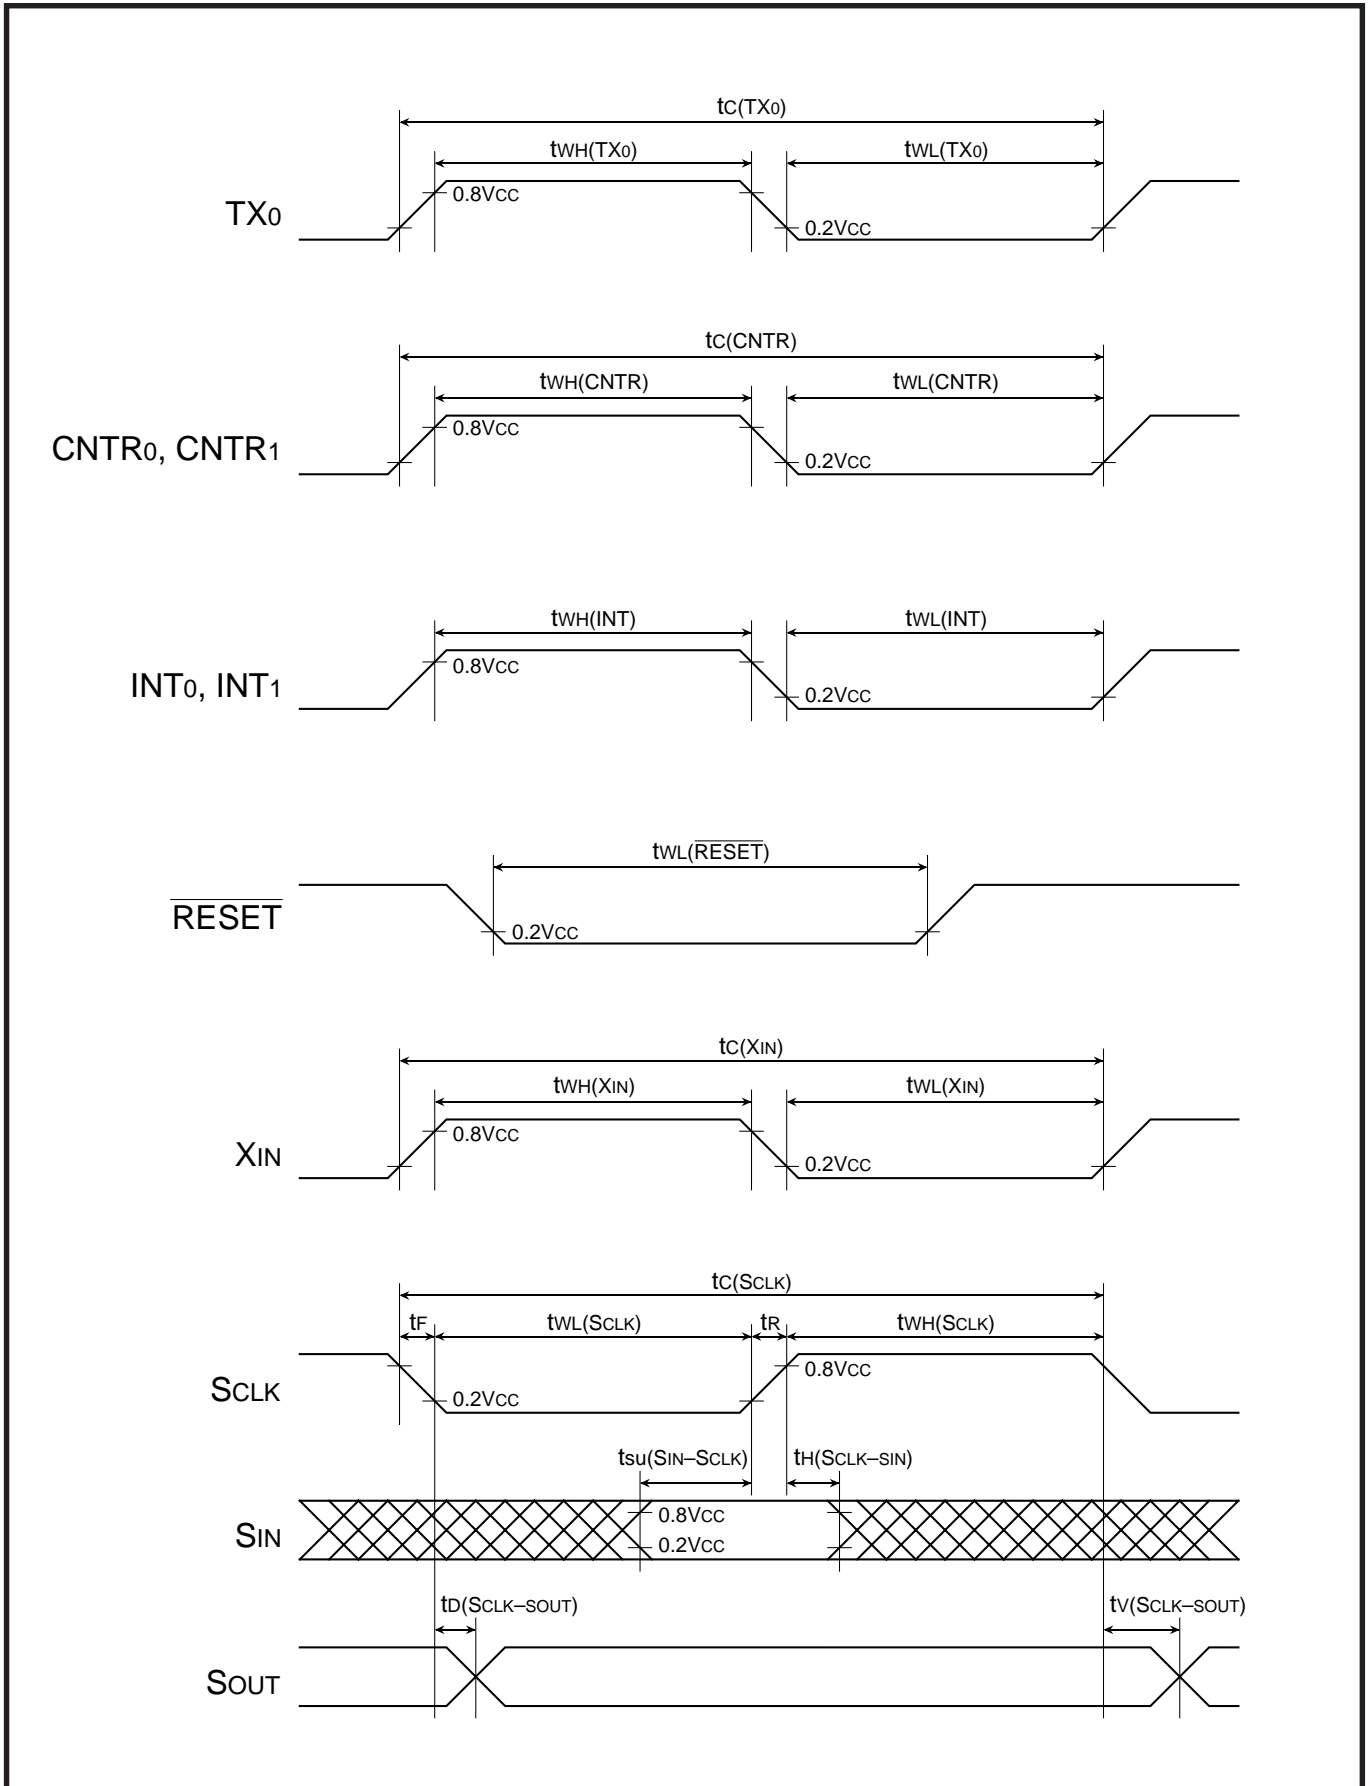 tC(TX0)
tWH(TX0) tWL(TX0)
0.8VCC
TX0
0.2VCC
tC(CNTR)
tWH(CNTR) tWL(CNTR)
0.8VCC
CNTR0, CNTR1
0.2VCC
tWH(INT) tWL(INT)
0.8VCC
INT0, INT1
0.2VCC
tWL(RESET)
RESET
0.2VCC
tC(XIN)
tWH(XIN) tWL(XIN)
0.8VCC
XIN
0.2VCC
tC(SCLK)
tF tWL(SCLK) tR tWH(SCLK)
0.8VCC
SCLK
0.2VCC
tsu(SIN–SCLK) tH(SCLK–SIN)
0.8VCC
SIN
0.2VCC
tD(SCLK–SOUT) tV(SCLK–SOUT)
SOUT